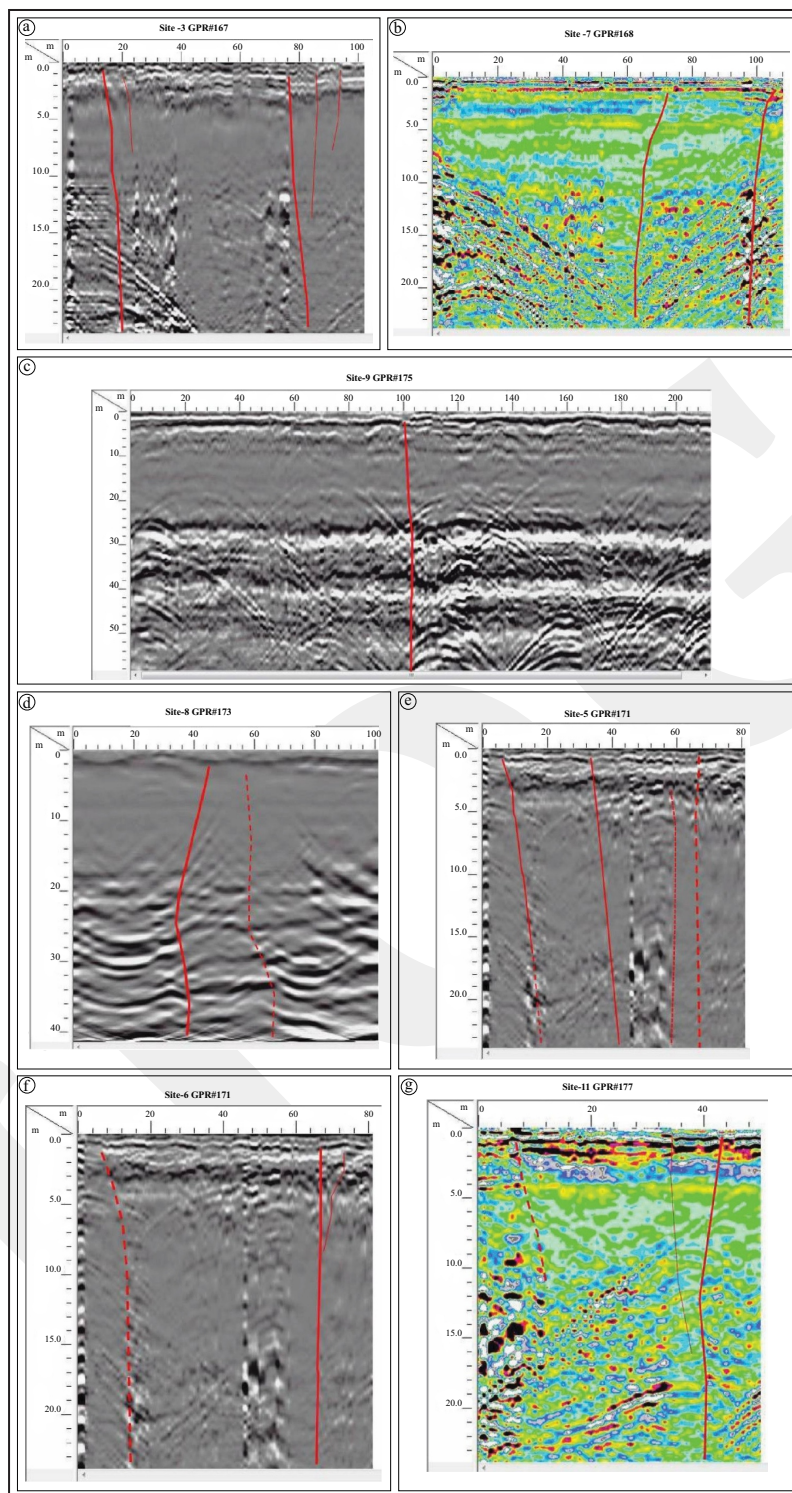 a
Site -3 GPR#167
m
0 20 40 60 80 100
m
0.0
5.0
10.0
15.0
20.0
b
Site -7 GPR#168
m
0 20 40 60 80 100
m
0.0
5.0
10.0
15.0
20.0
c
Site-9 GPR#175
m
0 20 40 60 80 100 120 140 160 180 200
m
0
10
20
30
40
50
d
Site-8 GPR#173
m
0 20 40 60 80 100
m
0
10
20
30
40
e
Site-5 GPR#171
m
0 20 40 60 80
m
0.0
5.0
10.0
15.0
20.0
f
Site-6 GPR#171
m
0 20 40 60 80
m
0.0
5.0
10.0
15.0
20.0
g
Site-11 GPR#177
m
0 20 40
m
0.0
5.0
10.0
15.0
20.0